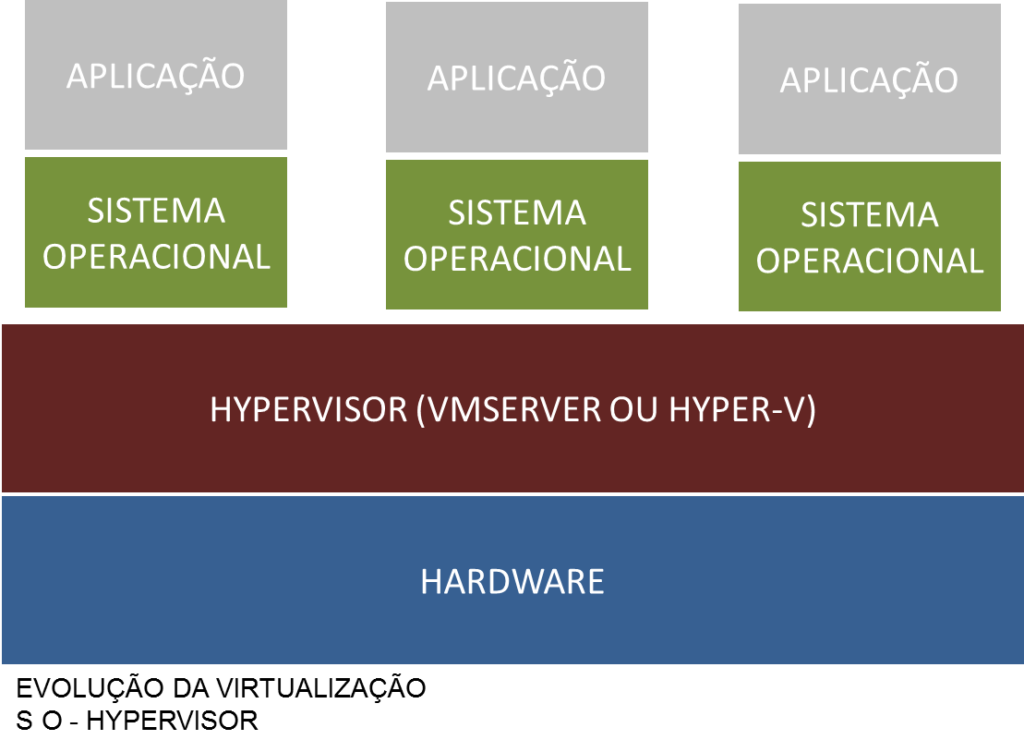 APLICAÇÃO
APLICAÇÃO
APLICAÇÃO
SISTEMA
OPERACIONAL
SISTEMA
OPERACIONAL
SISTEMA
OPERACIONAL
HYPERVISOR (VMSERVER OU HYPER-V)
HARDWARE
EVOLUÇÃO DA VIRTUALIZAÇÃO
S O - HYPERVISOR